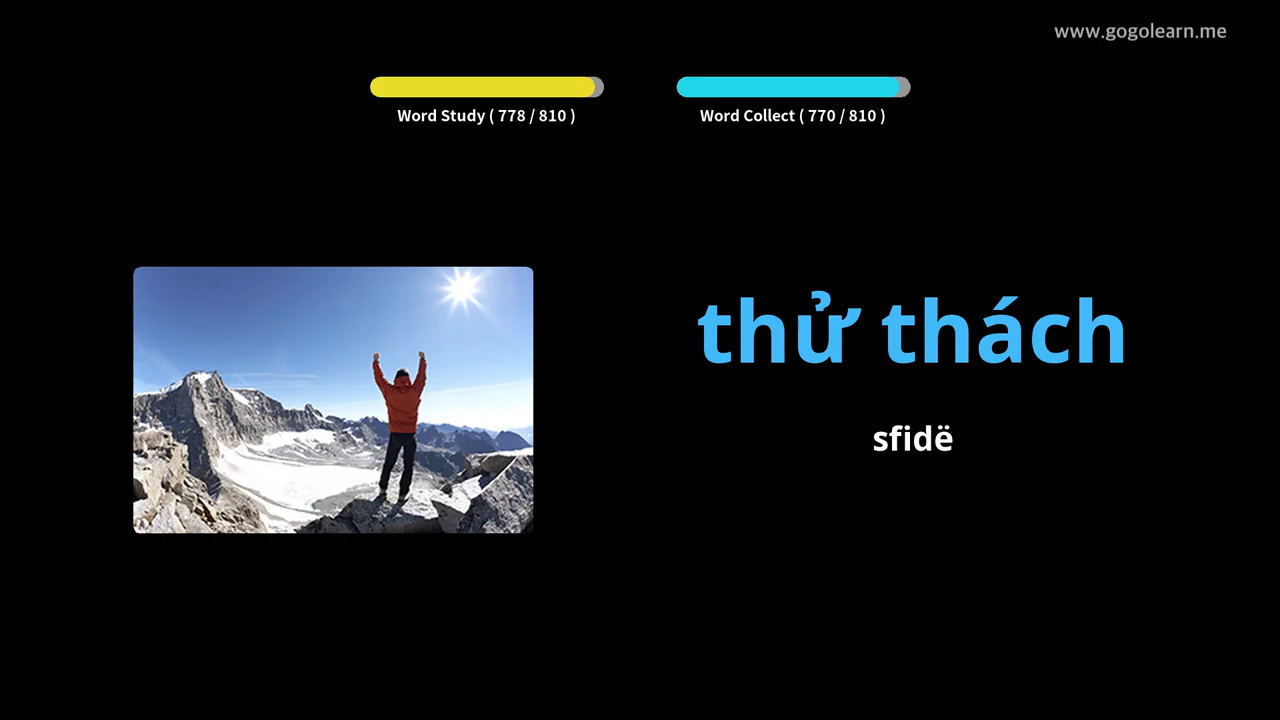 www.gogolearn.me
Word Study ( 778 / 810 )
Word Collect ( 770 / 810 )
thử thách
sfidë